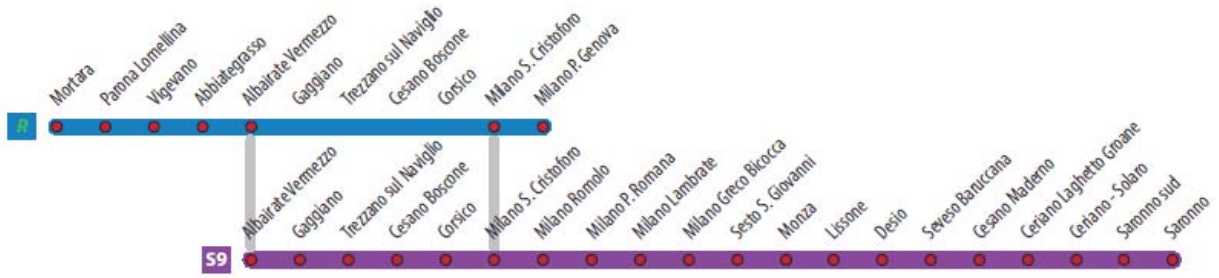 R
Mortara
Parona Lomellina
Vigevano
Abbiategrasso
Albairate Vermezzo
Gaggiano
Trezzano sul Naviglio
Cesano Boscone
Corsico
Milano S. Cristoforo
Milano P. Genova
S9
Albairate Vermezzo
Gaggiano
Trezzano sul Naviglio
Cesano Boscone
Corsico
Milano S. Cristoforo
Milano Romolo
Milano P. Romana
Milano Lambrate
Milano Greco Bicocca
Sesto S. Giovanni
Monza
Lissone
Desio
Seveso Baruccana
Cesano Maderno
Ceriano Laghetto Groane
Ceriano - Solaro
Saronno sud
Saronno